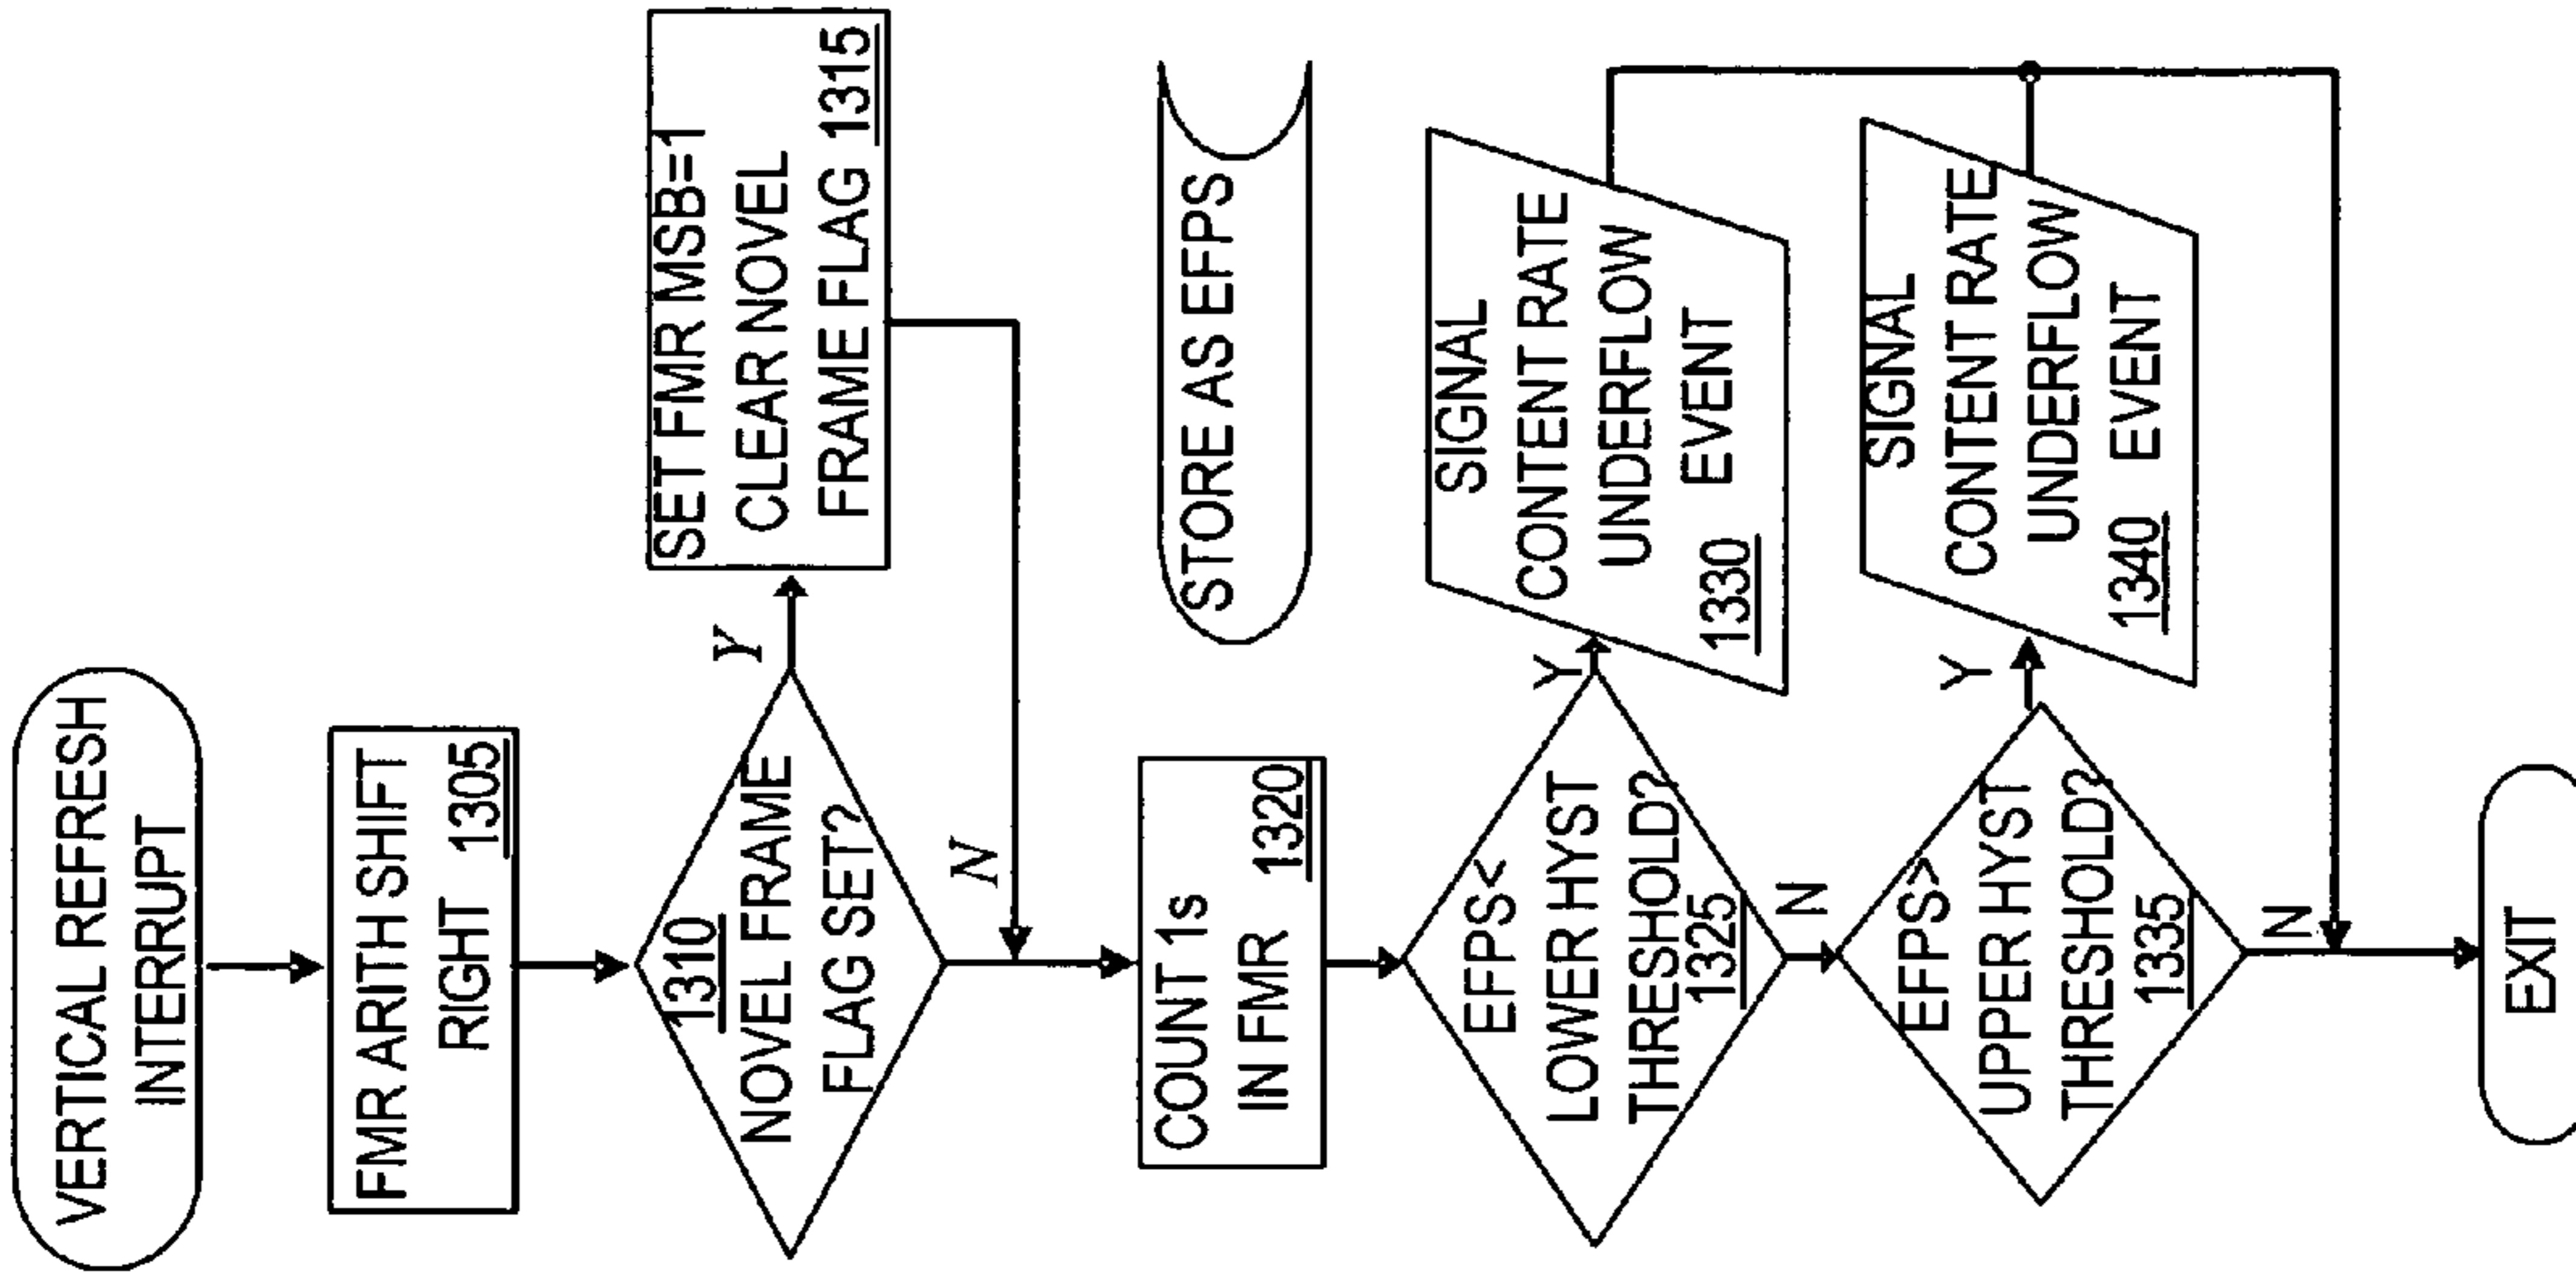 VERTICAL REFRESH
INTERRUPT
FMR ARITH SHIFT
RIGHT 1305
1310
NOVEL FRAME
FLAG SET?
Y
SET FMR MSB=1
CLEAR NOVEL
FRAME FLAG 1315
N
COUNT 1s
IN FMR 1320
STORE AS EFPS
EFPS<
LOWER HYST
THRESHOLD?
1325
Y
SIGNAL
CONTENT RATE
UNDERFLOW
1330 EVENT
N
EFPS>
UPPER HYST
THRESHOLD?
1335
Y
SIGNAL
CONTENT RATE
UNDERFLOW
1340 EVENT
N
EXIT